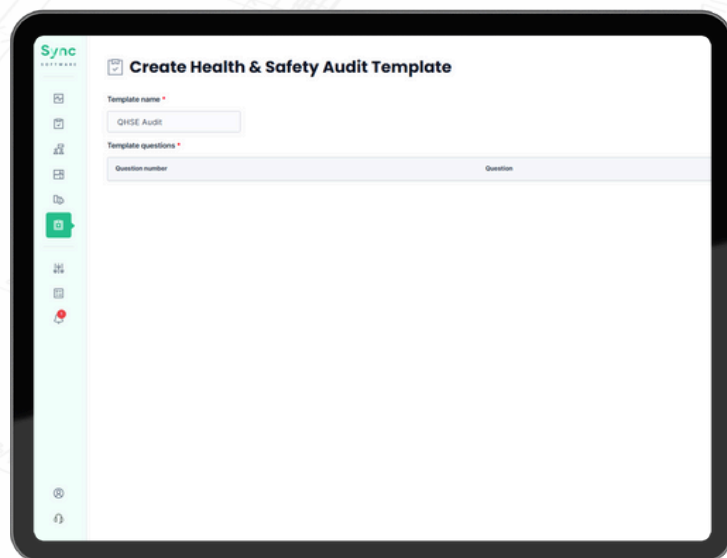 Sync
SOFTWARE
Create Health & Safety Audit Template
Template name *
QHSE Audit
Template questions *
Question number Question